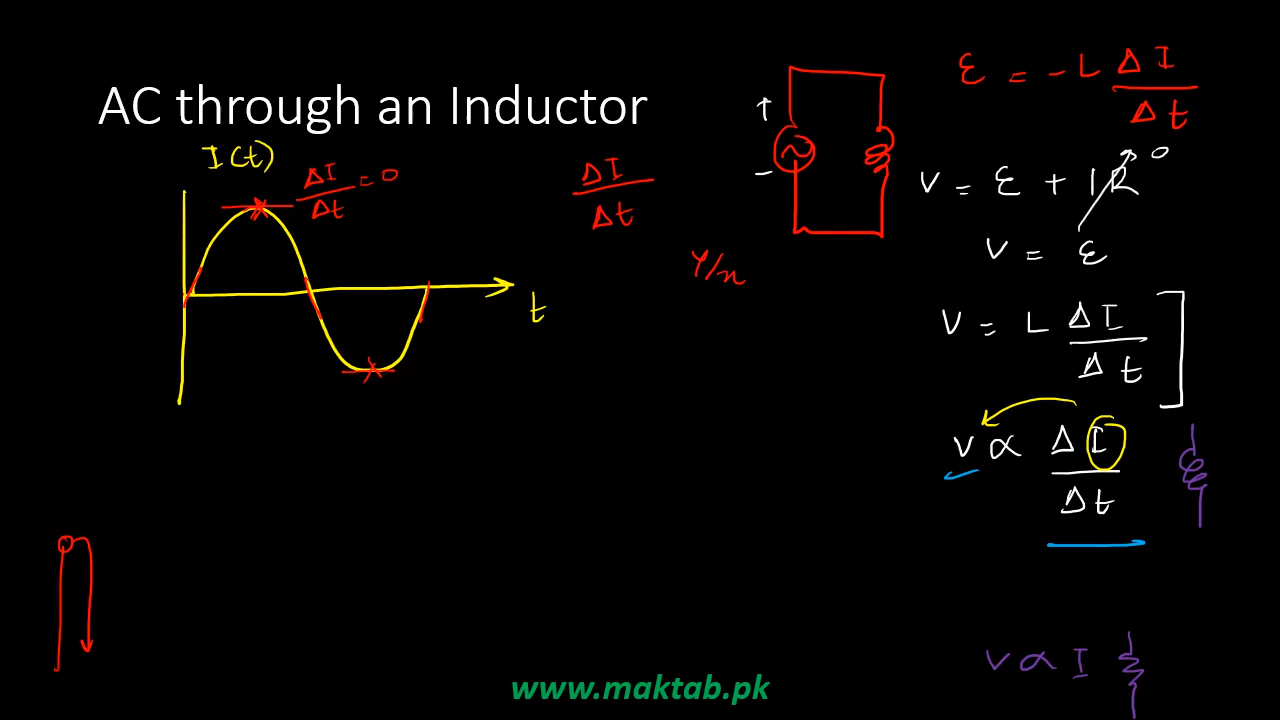 AC through an Inductor
I(t)
ΔI/Δt = 0
t
ΔI/Δt
Y/x
ε = -L ΔI/Δt
V = ε + IR 0
V = ε
V = L ΔI/Δt
V ∝ ΔI/Δt
V ∝ I
www.maktab.pk